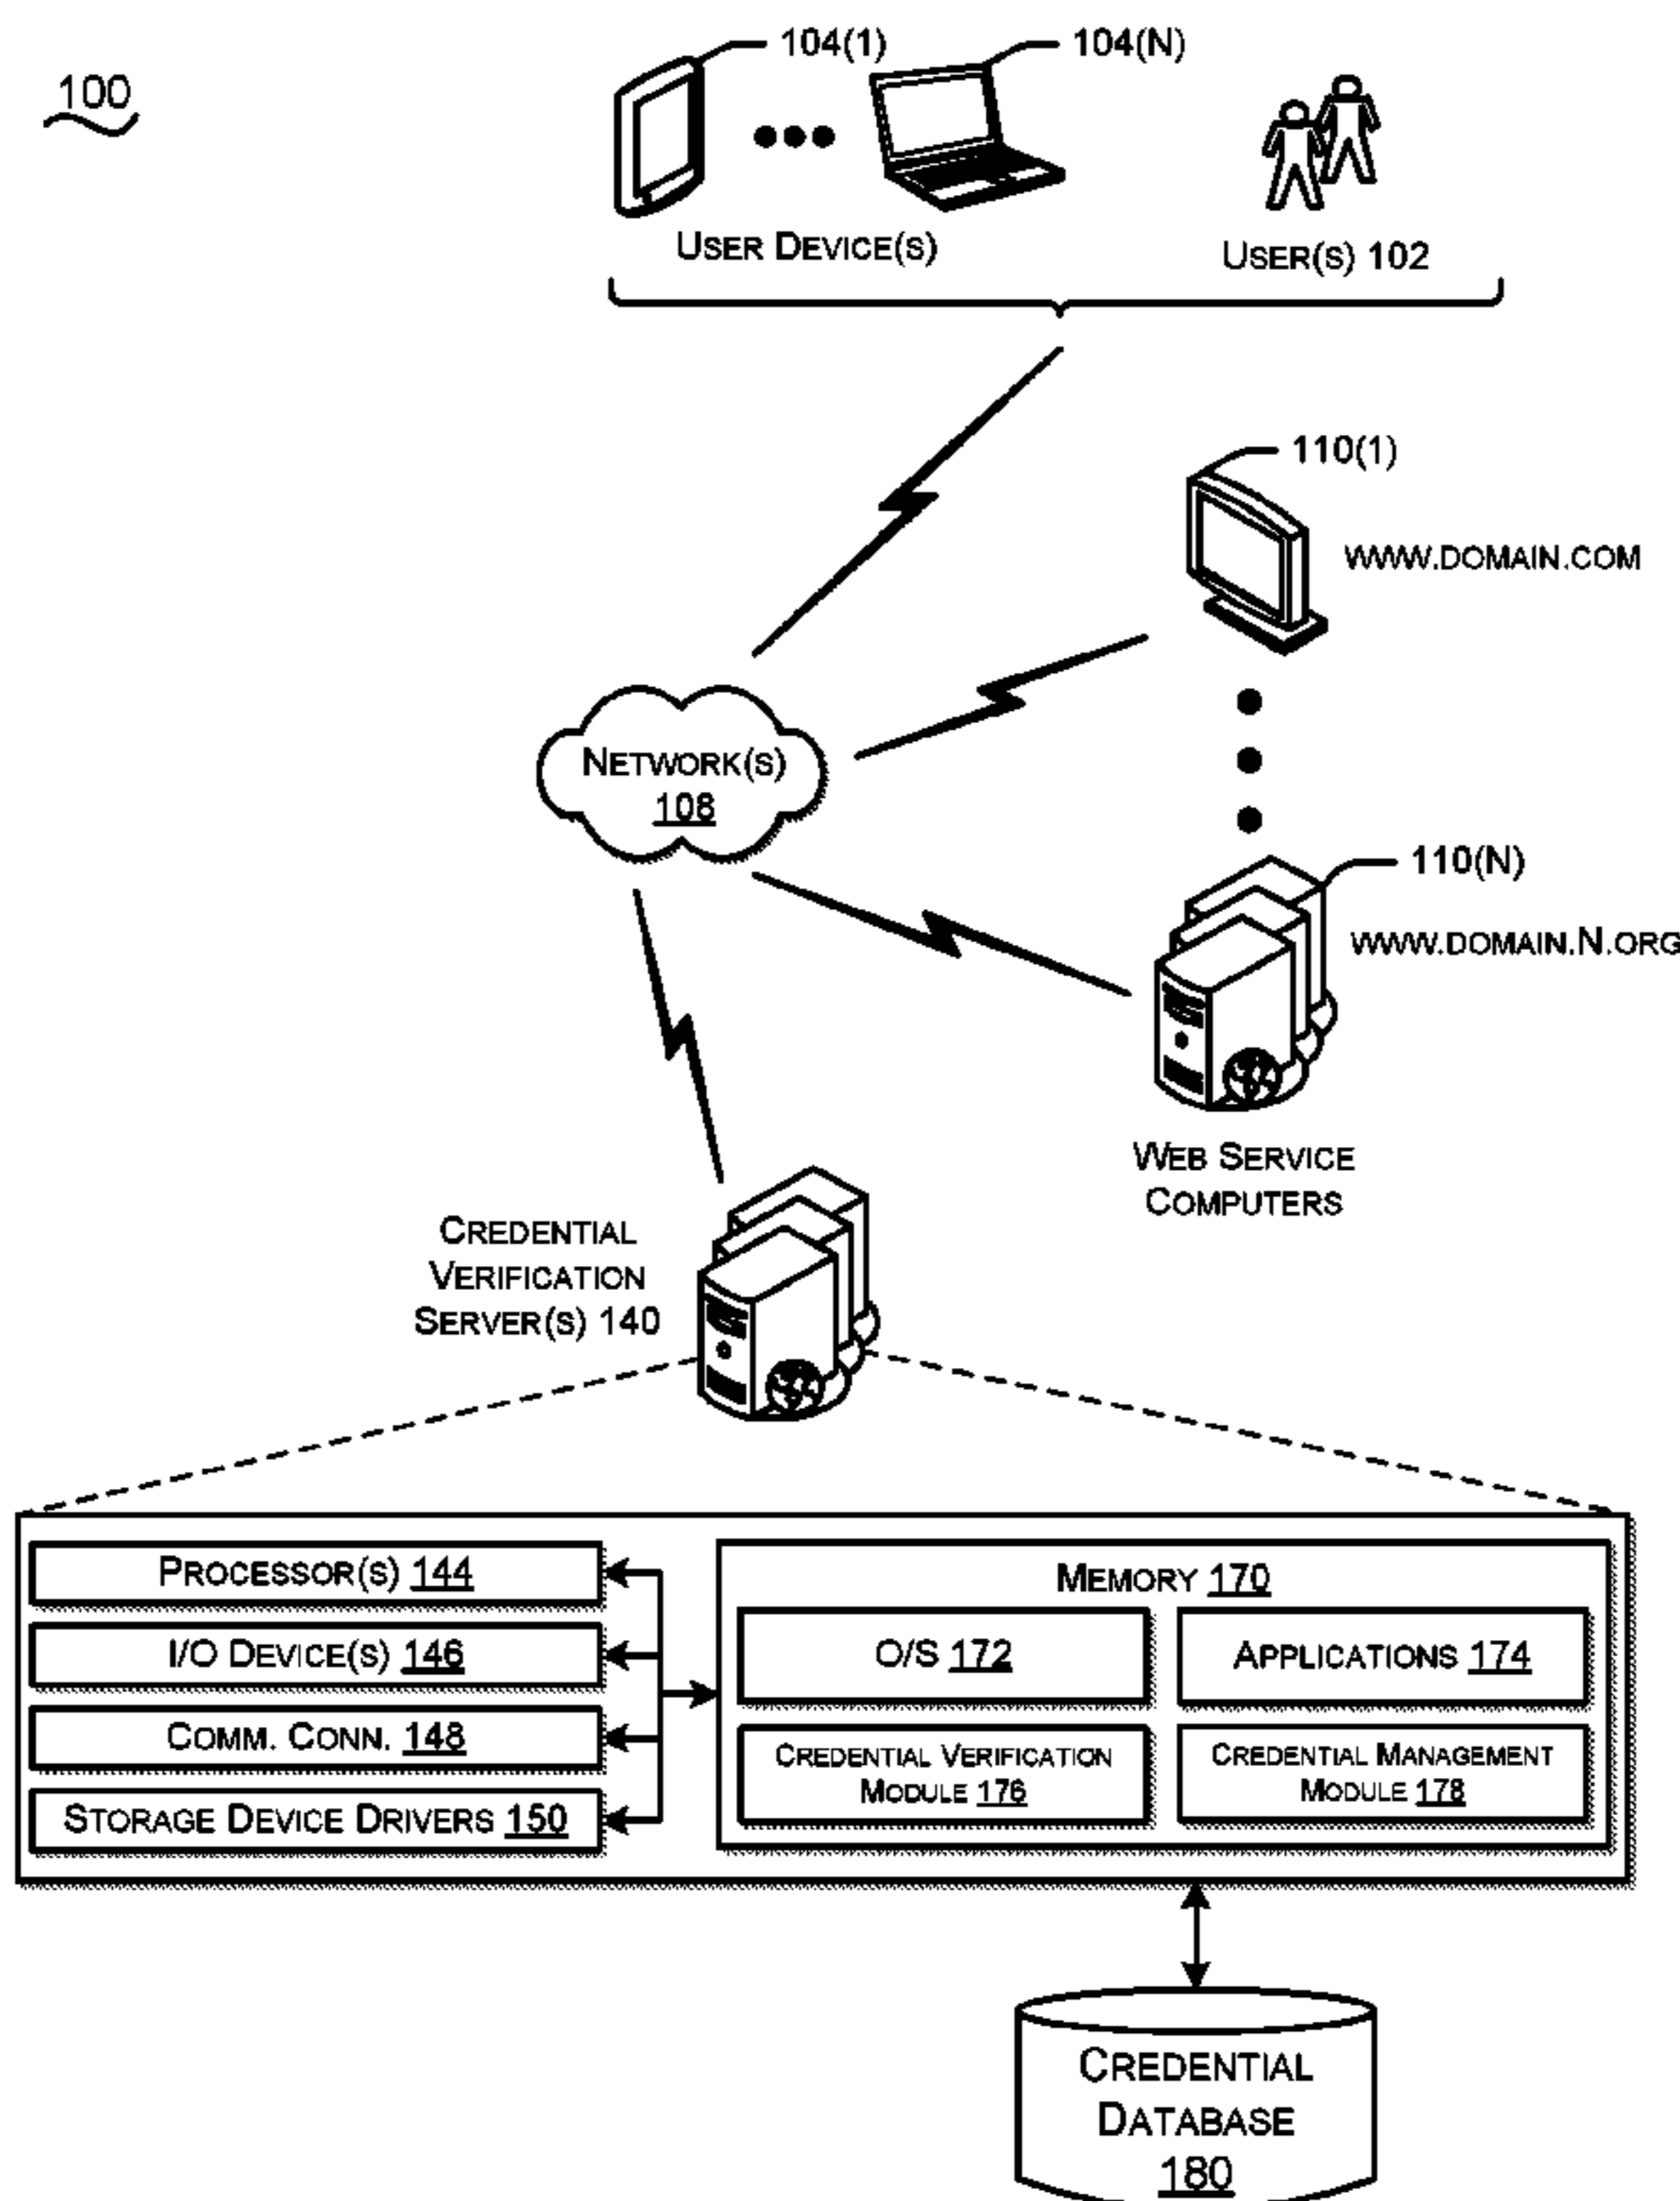 100
104(1)
104(N)
USER DEVICE(S)
USER(S) 102
110(1)
WWW.DOMAIN.COM
NETWORK(S)
108
110(N)
WWW.DOMAIN.N.ORG
WEB SERVICE
COMPUTERS
CREDENTIAL
VERIFICATION
SERVER(S) 140
PROCESSOR(S) 144
I/O DEVICE(S) 146
COMM. CONN. 148
STORAGE DEVICE DRIVERS 150
MEMORY 170
O/S 172
APPLICATIONS 174
CREDENTIAL VERIFICATION
MODULE 176
CREDENTIAL MANAGEMENT
MODULE 178
CREDENTIAL
DATABASE
180